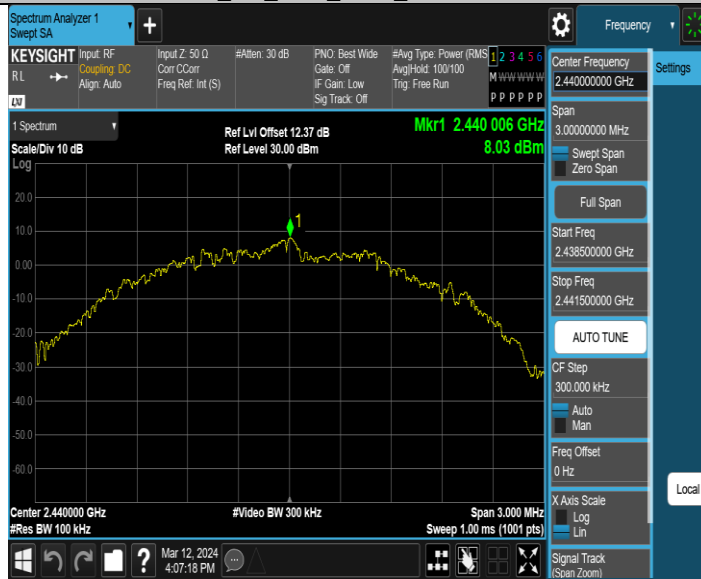 Spectrum Analyzer 1
Swept SA
Frequency
KEYSIGHT
RL
LXI
Input: RF
Coupling: DC
Align: Auto
Input Z: 50 Ω
Corr CCorr
Freq Ref: Int (S)
#Atten: 30 dB
PNO: Best Wide
Gate: Off
IF Gain: Low
Sig Track: Off
#Avg Type: Power (RMS
Avg|Hold: 100/100
Trig: Free Run
1 2 3 4 5 6
M W W W W W
P P P P P P
1 Spectrum
Scale/Div 10 dB
Log
Ref Lvl Offset 12.37 dB
Ref Level 30.00 dBm
Mkr1 2.440 006 GHz
8.03 dBm
20.0
10.0
0.00
-10.0
-20.0
-30.0
-40.0
-50.0
-60.0
1
Center 2.440000 GHz
#Res BW 100 kHz
#Video BW 300 kHz
Span 3.000 MHz
Sweep 1.00 ms (1001 pts)
Mar 12, 2024
4:07:18 PM
Center Frequency
2.440000000 GHz
Span
3.00000000 MHz
Swept Span
Zero Span
Full Span
Start Freq
2.438500000 GHz
Stop Freq
2.441500000 GHz
AUTO TUNE
CF Step
300.000 kHz
Auto
Man
Freq Offset
0 Hz
X Axis Scale
Log
Lin
Signal Track
(Span Zoom)
Settings
Local